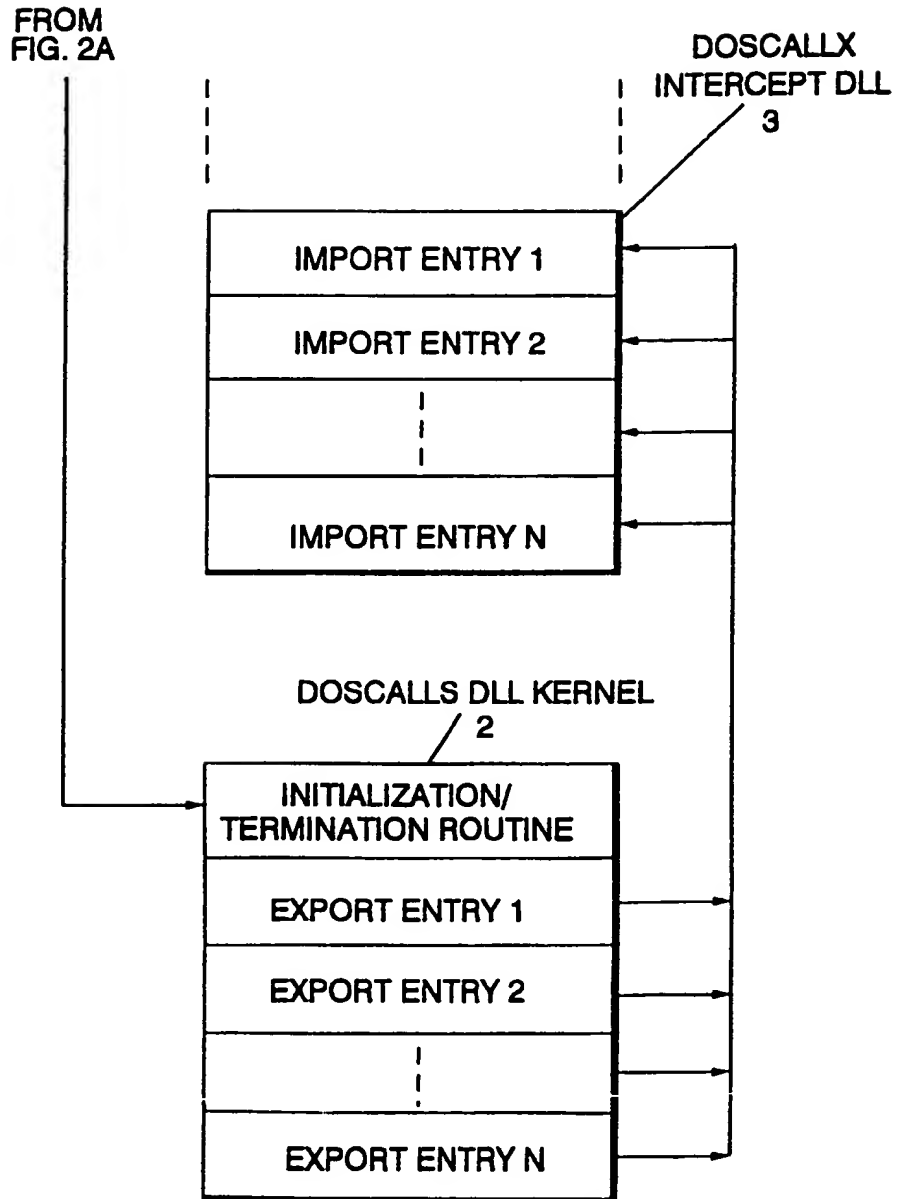 FROM
FIG. 2A
DOSCALLX
INTERCEPT DLL
3
IMPORT ENTRY 1
IMPORT ENTRY 2
IMPORT ENTRY N
DOSCALLS DLL KERNEL
2
INITIALIZATION/
TERMINATION ROUTINE
EXPORT ENTRY 1
EXPORT ENTRY 2
EXPORT ENTRY N